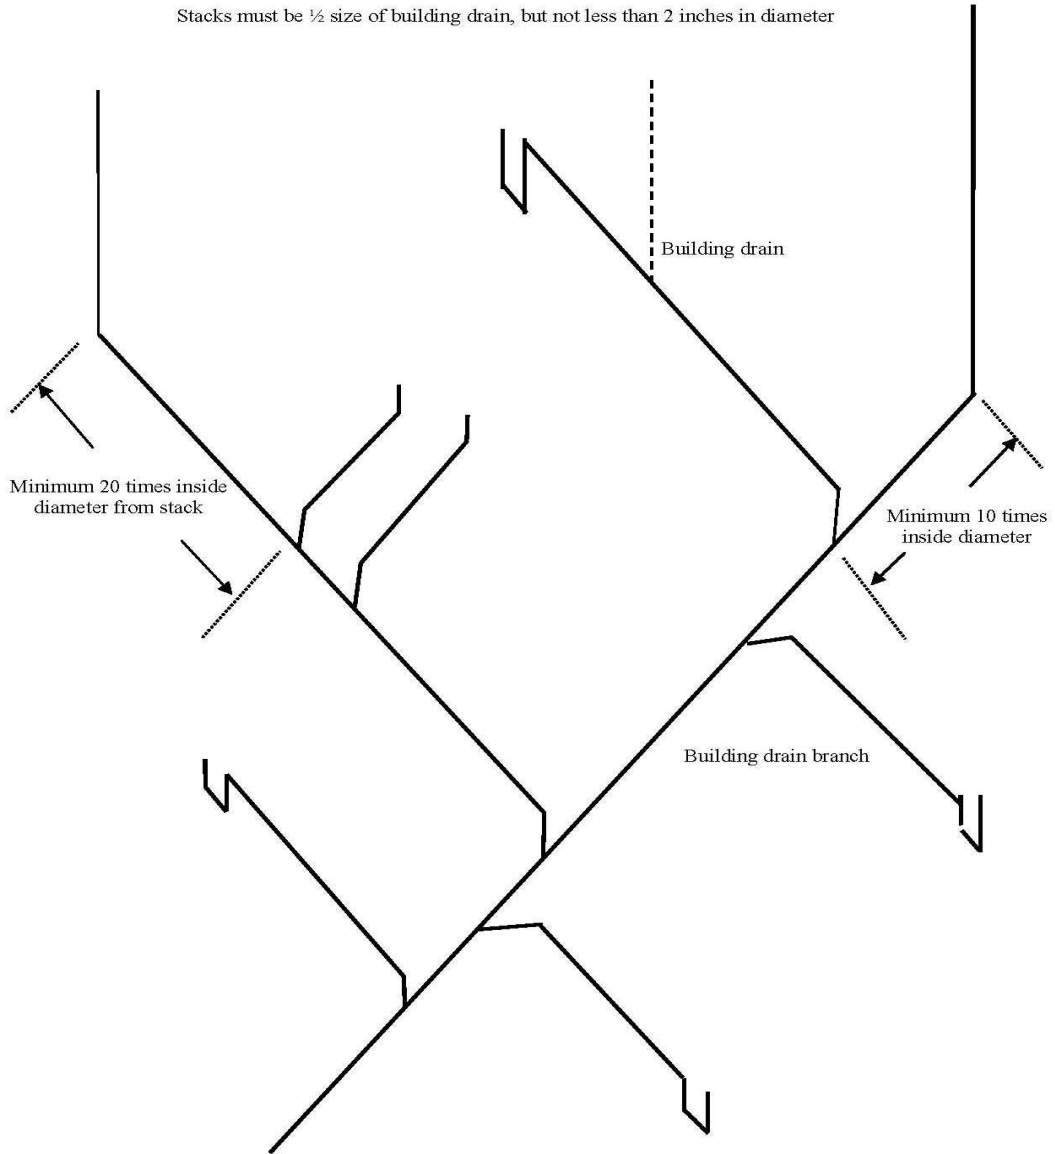 Stacks must be ½ size of building drain, but not less than 2 inches in diameter
Building drain
Minimum 20 times inside
diameter from stack
Minimum 10 times
inside diameter
Building drain branch